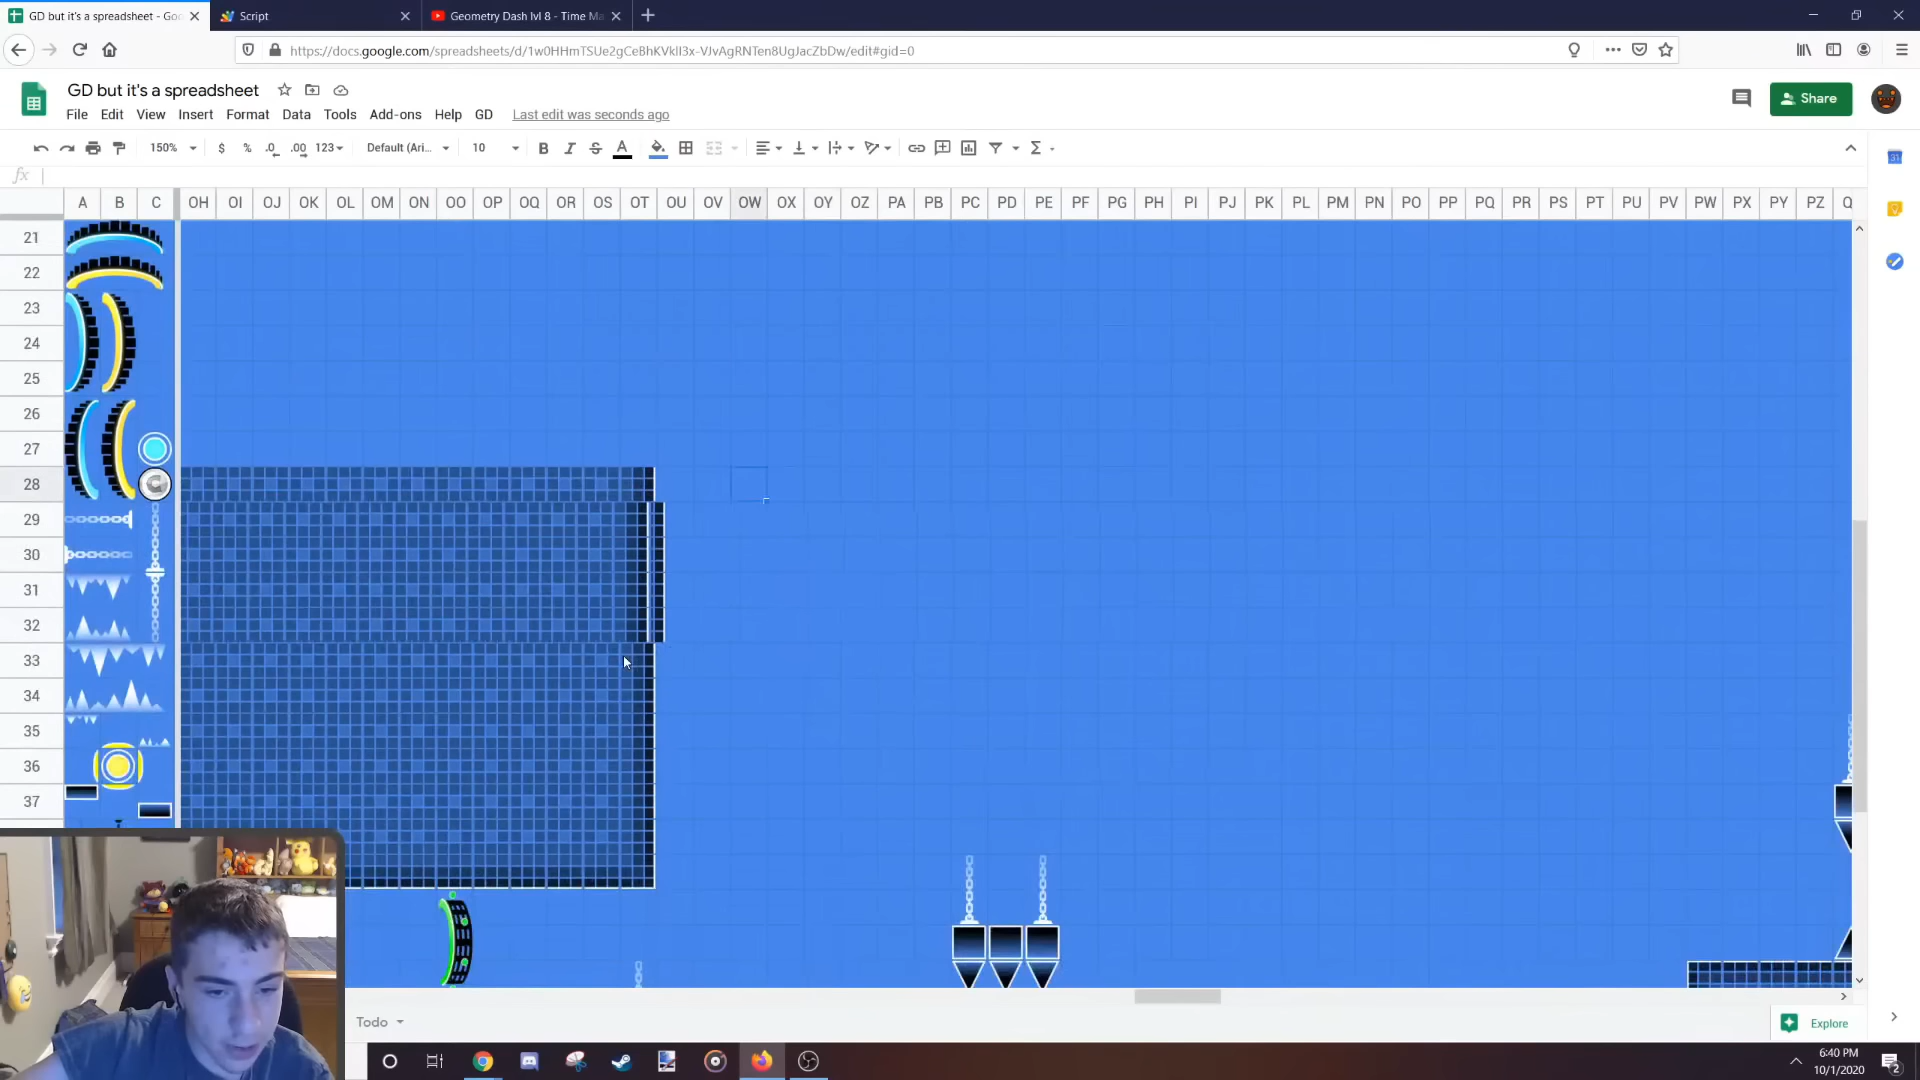 GD but it's a spreadsheet - Goo
Script
Geometry Dash lvl 8 - Time Ma
https://docs.google.com/spreadsheets/d/1w0HHmTSUe2gCeBhKVklI3x-VJvAgRNTen8UgJacZbDw/edit#gid=0
GD but it's a spreadsheet
Share
File Edit View Insert Format Data Tools Add-ons Help GD Last edit was seconds ago
150% $ % .0 .00 123 Default (Ari... 10 B I S A
fx
A B C OH OI OJ OK OL OM ON OO OP OQ OR OS OT OU OV OW OX OY OZ PA PB PC PD PE PF PG PH PI PJ PK PL PM PN PO PP PQ PR PS PT PU PV PW PX PY PZ Q
21
22
23
24
25
26
27
28
29
30
31
32
33
34
35
36
37
Todo
Explore
6:40 PM
10/1/2020
2